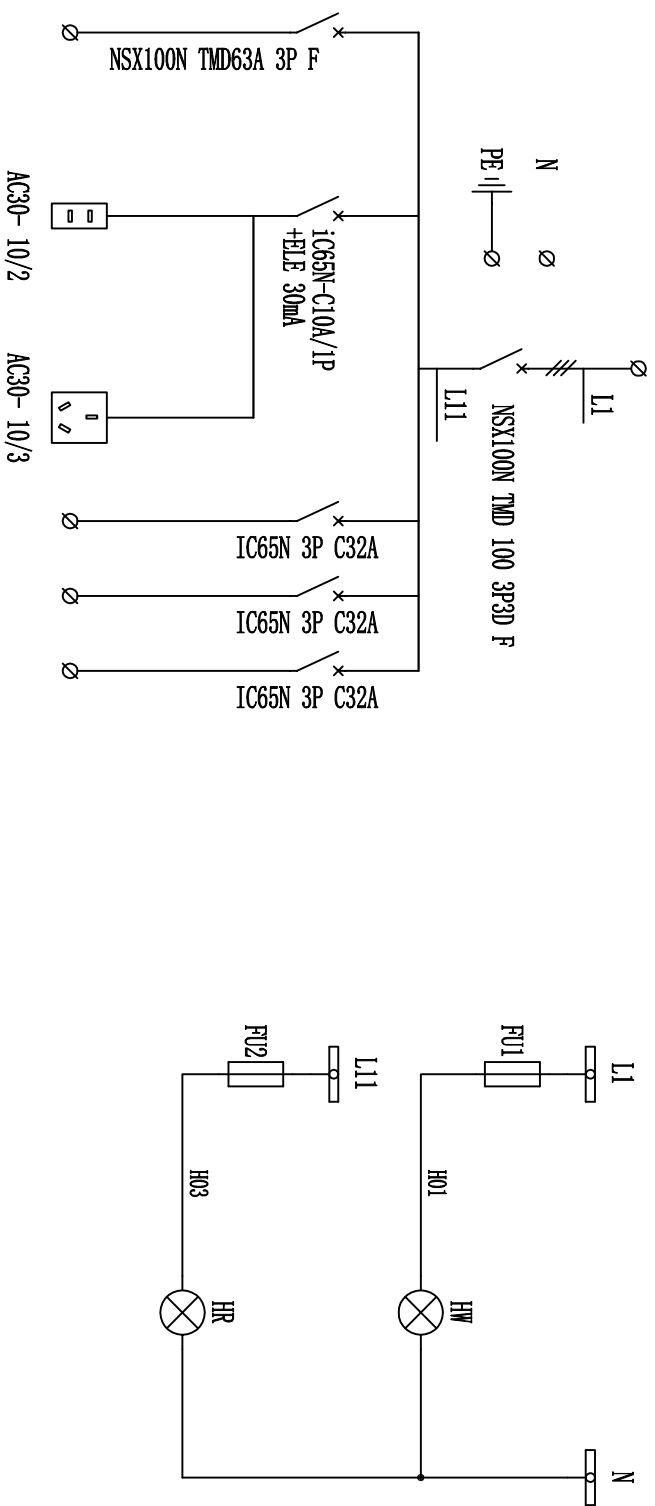 NSX100N TMD63A 3P F
N
PE
AC30- 10/2
AC30- 10/3
iC65N-C10A/1P
+ELE 30mA
L1
L11
NSX100N TMD 100 3P3D F
IC65N 3P C32A
IC65N 3P C32A
IC65N 3P C32A
L1
FU1
L11
FU2
H01
H03
HW
HR
N